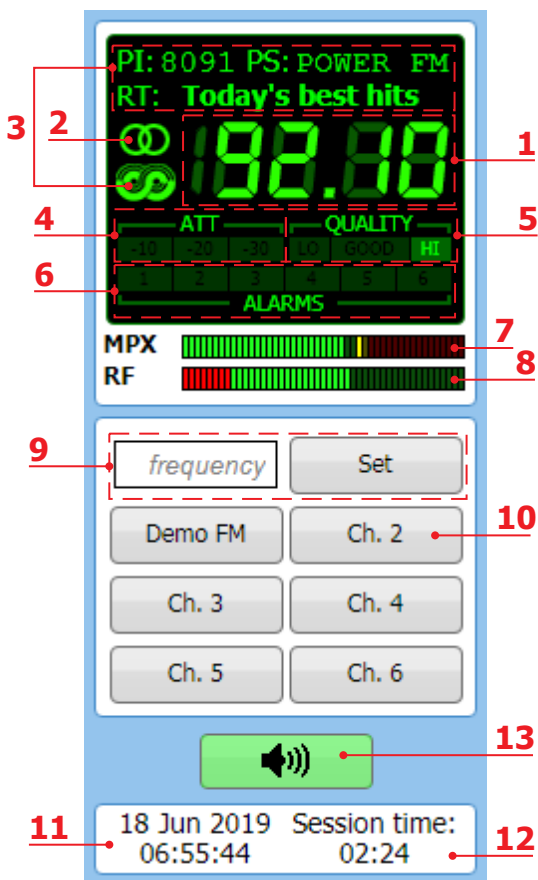 PI: 8091 PS: POWER FM
RT: Today's best hits
3
2
92.10
1
4
ATT
QUALITY
5
-10 -20 -30 LO GOOD HI
6
1 2 3 4 5 6
ALARMS
MPX
7
RF
8
9
frequency
Set
Demo FM
Ch. 2
10
Ch. 3
Ch. 4
Ch. 5
Ch. 6
13
11
18 Jun 2019
06:55:44
Session time:
02:24
12